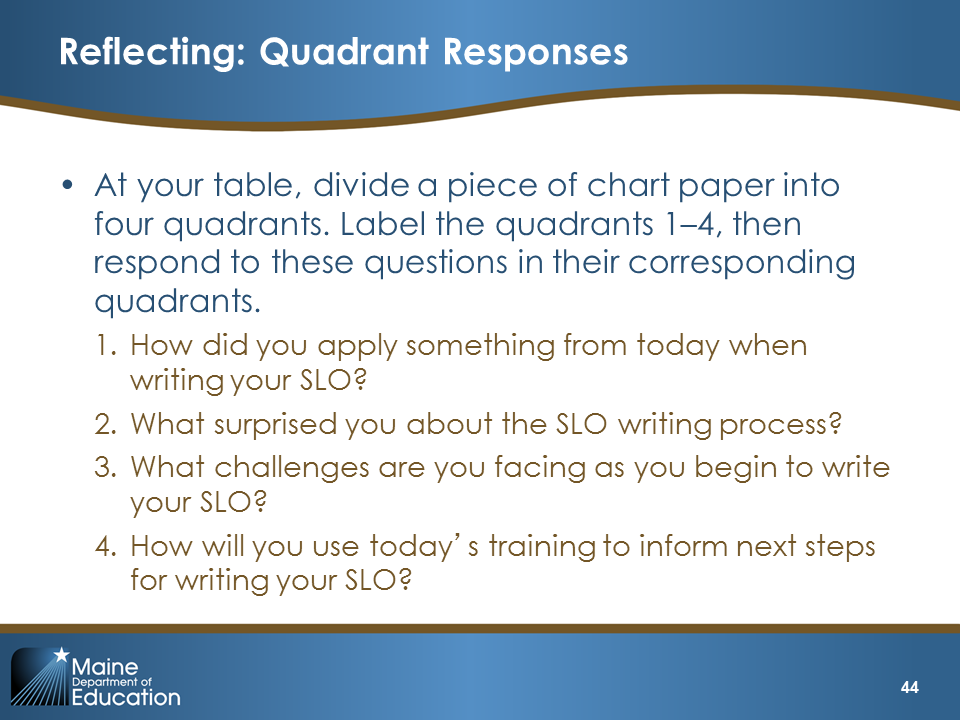 Reflecting: Quadrant Responses
• At your table, divide a piece of chart paper into
four quadrants. Label the quadrants 1–4, then
respond to these questions in their corresponding
quadrants.
1. How did you apply something from today when
writing your SLO?
2. What surprised you about the SLO writing process?
3. What challenges are you facing as you begin to write
your SLO?
4. How will you use today’s training to inform next steps
for writing your SLO?
Maine
Department of
Education
44